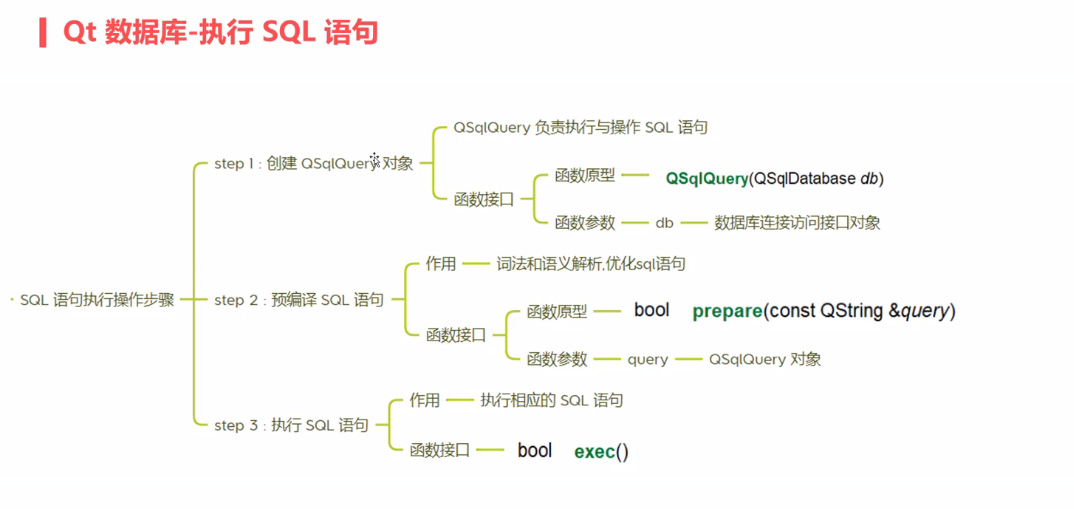 Qt 数据库-执行 SQL 语句
SQL 语句执行操作步骤
step 1 : 创建 QSqlQuery 对象
QSqlQuery 负责执行与操作 SQL 语句
函数接口
函数原型
QSqlQuery(QSqlDatabase db)
函数参数
db
数据库连接访问接口对象
step 2 : 预编译 SQL 语句
作用
词法和语义解析,优化sql语句
函数接口
函数原型
bool prepare(const QString &query)
函数参数
query
QSqlQuery 对象
step 3 : 执行 SQL 语句
作用
执行相应的 SQL 语句
函数接口
bool exec()